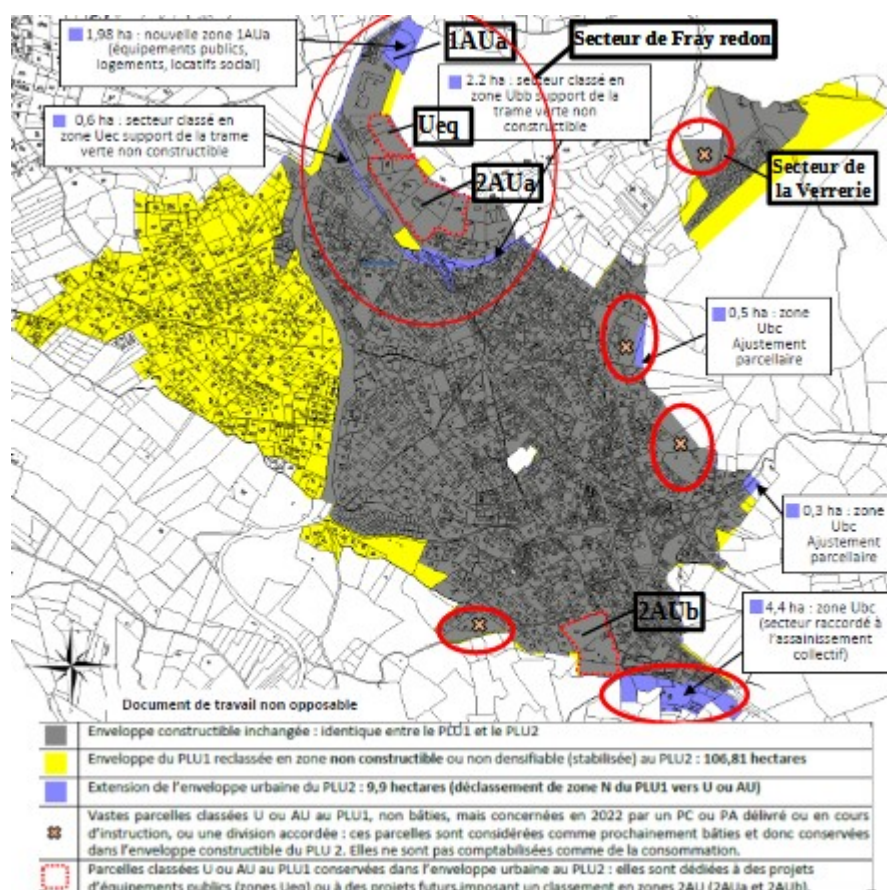 1,98 ha : nouvelle zone 1AUa
(équipements publics,
logements, locatifs social)
1AUa
Secteur de Fray redon
2.2 ha : secteur classé en
zone Ubb support de la
trame verte non
constructible
0,6 ha : secteur classé en
zone Uec support de la trame
verte non constructible
Ueq
2AUa
Secteur de
la Verrerie
0,5 ha : zone
Ubc
Ajustement
parcellaire
0,3 ha : zone
Ubc
Ajustement
parcellaire
2AUb
4,4 ha : zone Ubc
(secteur raccordé à
l'assainissement
collectif)
Document de travail non opposable
Enveloppe constructible inchangée : identique entre le PLU1 et le PLU2
Enveloppe du PLU1 reclassée en zone non constructible ou non densifiable (stabilisée) au PLU2 : 106,81 hectares
Extension de l'enveloppe urbaine du PLU2 : 9,9 hectares (déclassement de zone N du PLU1 vers U ou AU)
Vastes parcelles classées U ou AU au PLU1, non bâties, mais concernées en 2022 par un PC ou PA délivré ou en cours
d'instruction, ou une division accordée : ces parcelles sont considérées comme prochainement bâties et donc conservées
dans l'enveloppe constructible du PLU 2. Elles ne sont pas comptabilisées comme de la consommation.
Parcelles classées U ou AU au PLU1 conservées dans l'enveloppe urbaine au PLU2 : elles sont dédiées à des projets
d'équipements publics (zones Ueq) ou à des projets futurs imposant un classement en zones 2AU (2AUa et 2AUb)